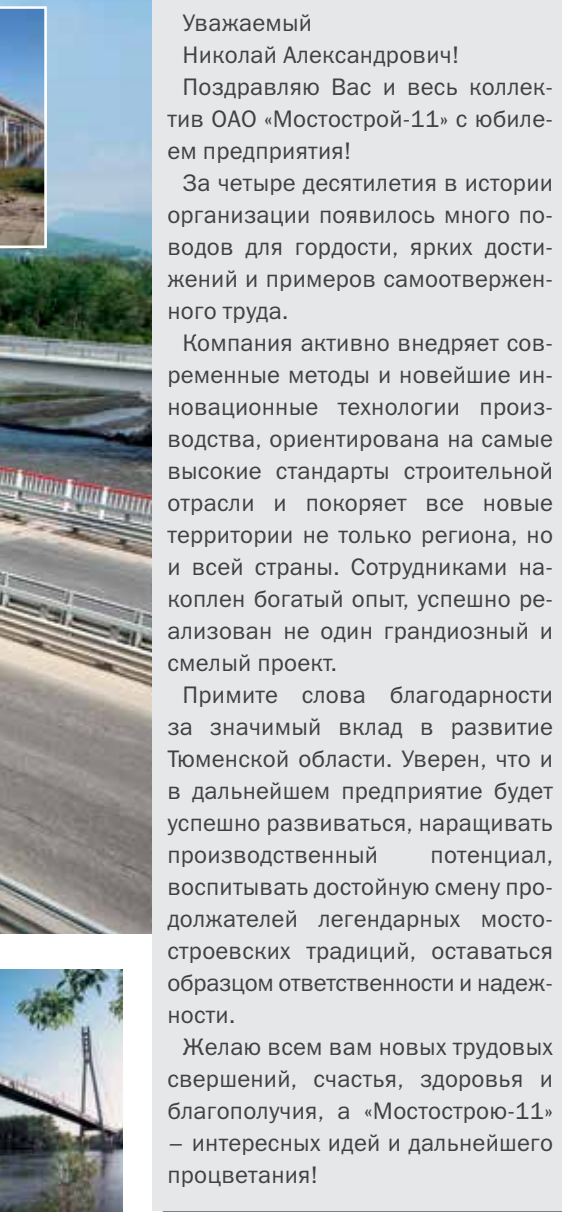 Уважаемый
Николай Александрович!
Поздравляю Вас и весь коллек-
тив ОАО «Мостострой-11» с юбиле-
ем предприятия!
За четыре десятилетия в истории
организации появилось много по-
водов для гордости, ярких дости-
жений и примеров самоотвержен-
ного труда.
Компания активно внедряет сов-
ременные методы и новейшие ин-
новационные технологии произ-
водства, ориентирована на самые
высокие стандарты строительной
отрасли и покоряет все новые
территории не только региона, но
и всей страны. Сотрудниками на-
коплен богатый опыт, успешно ре-
ализован не один грандиозный и
смелый проект.
Примите слова благодарности
за значимый вклад в развитие
Тюменской области. Уверен, что и
в дальнейшем предприятие будет
успешно развиваться, наращивать
производственный потенциал,
воспитывать достойную смену про-
должателей легендарных мосто-
строевских традиций, оставаться
образцом ответственности и надеж-
ности.
Желаю всем вам новых трудовых
свершений, счастья, здоровья и
благополучия, а «Мостострою-11»
– интересных идей и дальнейшего
процветания!